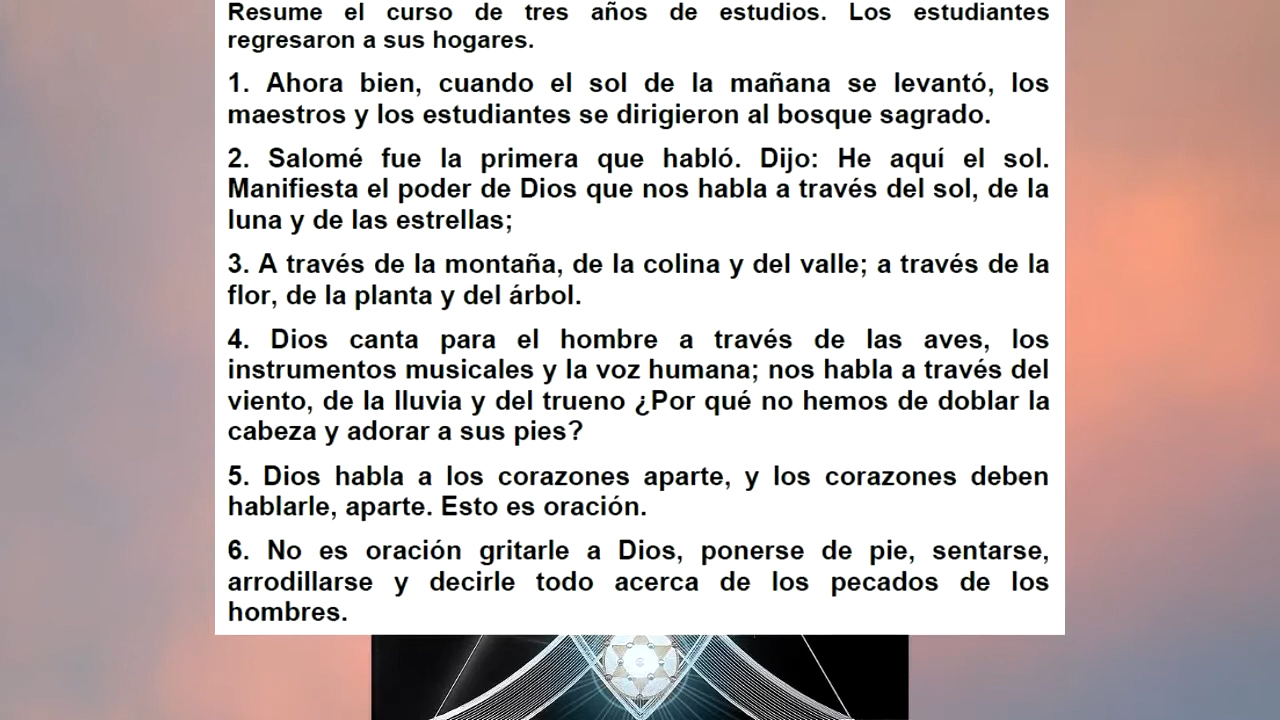 Resume el curso de tres años de estudios. Los estudiantes
regresaron a sus hogares.
1. Ahora bien, cuando el sol de la mañana se levantó, los
maestros y los estudiantes se dirigieron al bosque sagrado.
2. Salomé fue la primera que habló. Dijo: He aquí el sol.
Manifiesta el poder de Dios que nos habla a través del sol, de la
luna y de las estrellas;
3. A través de la montaña, de la colina y del valle; a través de la
flor, de la planta y del árbol.
4. Dios canta para el hombre a través de las aves, los
instrumentos musicales y la voz humana; nos habla a través del
viento, de la lluvia y del trueno ¿Por qué no hemos de doblar la
cabeza y adorar a sus pies?
5. Dios habla a los corazones aparte, y los corazones deben
hablarle, aparte. Esto es oración.
6. No es oración gritarle a Dios, ponerse de pie, sentarse,
arrodillarse y decirle todo acerca de los pecados de los
hombres.